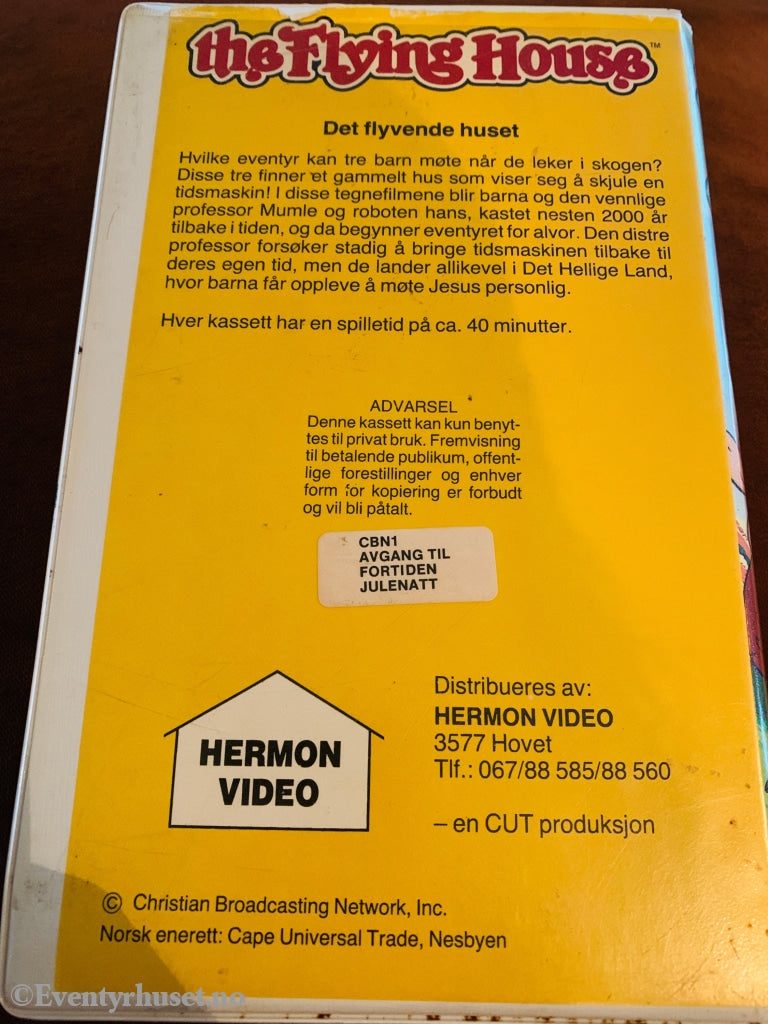 the Flying House™
Det flyvende huset
Hvilke eventyr kan tre barn møte når de leker i skogen?
Disse tre finner et gammelt hus som viser seg å skjule en
tidsmaskin! I disse tegnefilmene blir barna og den vennlige
professor Mumle og roboten hans, kastet nesten 2000 år
tilbake i tiden, og da begynner eventyret for alvor. Den distre
professor forsøker stadig å bringe tidsmaskinen tilbake til
deres egen tid, men de lander allikevel i Det Hellige Land,
hvor barna får oppleve å møte Jesus personlig.
Hver kassett har en spilletid på ca. 40 minutter.
ADVARSEL
Denne kassett kan kun benyt-
tes til privat bruk. Fremvisning
til betalende publikum, offent-
lige forestillinger og enhver
form for kopiering er forbudt
og vil bli påtalt.
CBN1
AVGANG TIL
FORTIDEN
JULENATT
HERMON
VIDEO
Distribueres av:
HERMON VIDEO
3577 Hovet
Tlf.: 067/88 585/88 560
– en CUT produksjon
© Christian Broadcasting Network, Inc.
Norsk enerett: Cape Universal Trade, Nesbyen
©Eventyrhuset.no